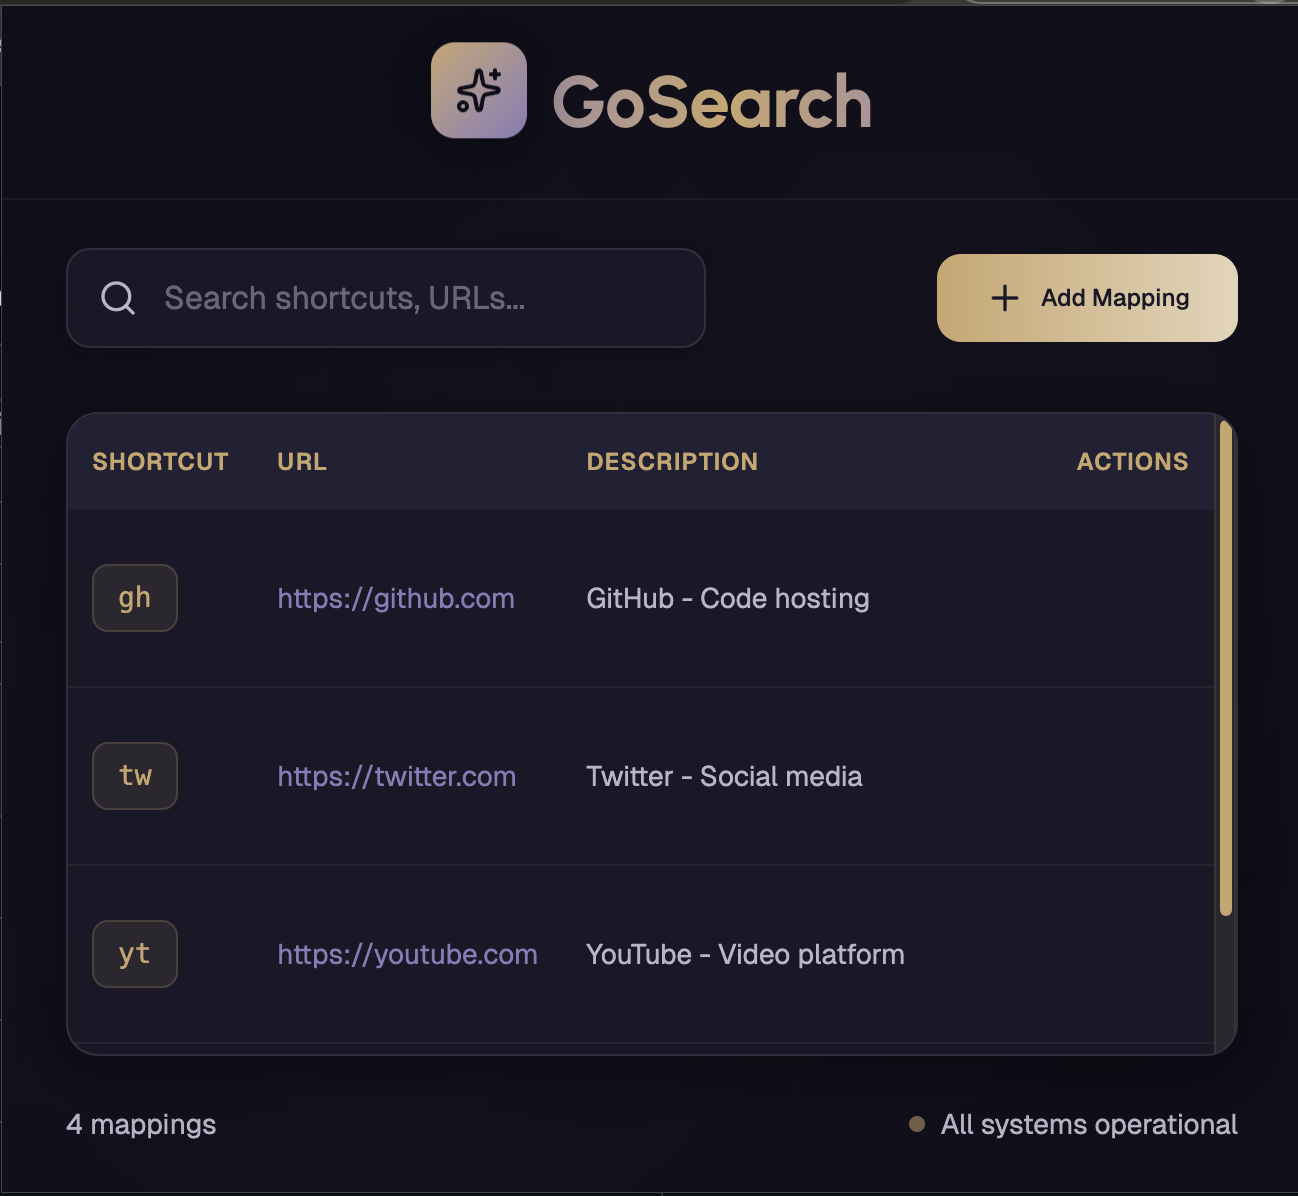 GoSearch
Search shortcuts, URLs...
Add Mapping
SHORTCUT URL DESCRIPTION ACTIONS
gh https://github.com GitHub - Code hosting
tw https://twitter.com Twitter - Social media
yt https://youtube.com YouTube - Video platform
4 mappings
All systems operational